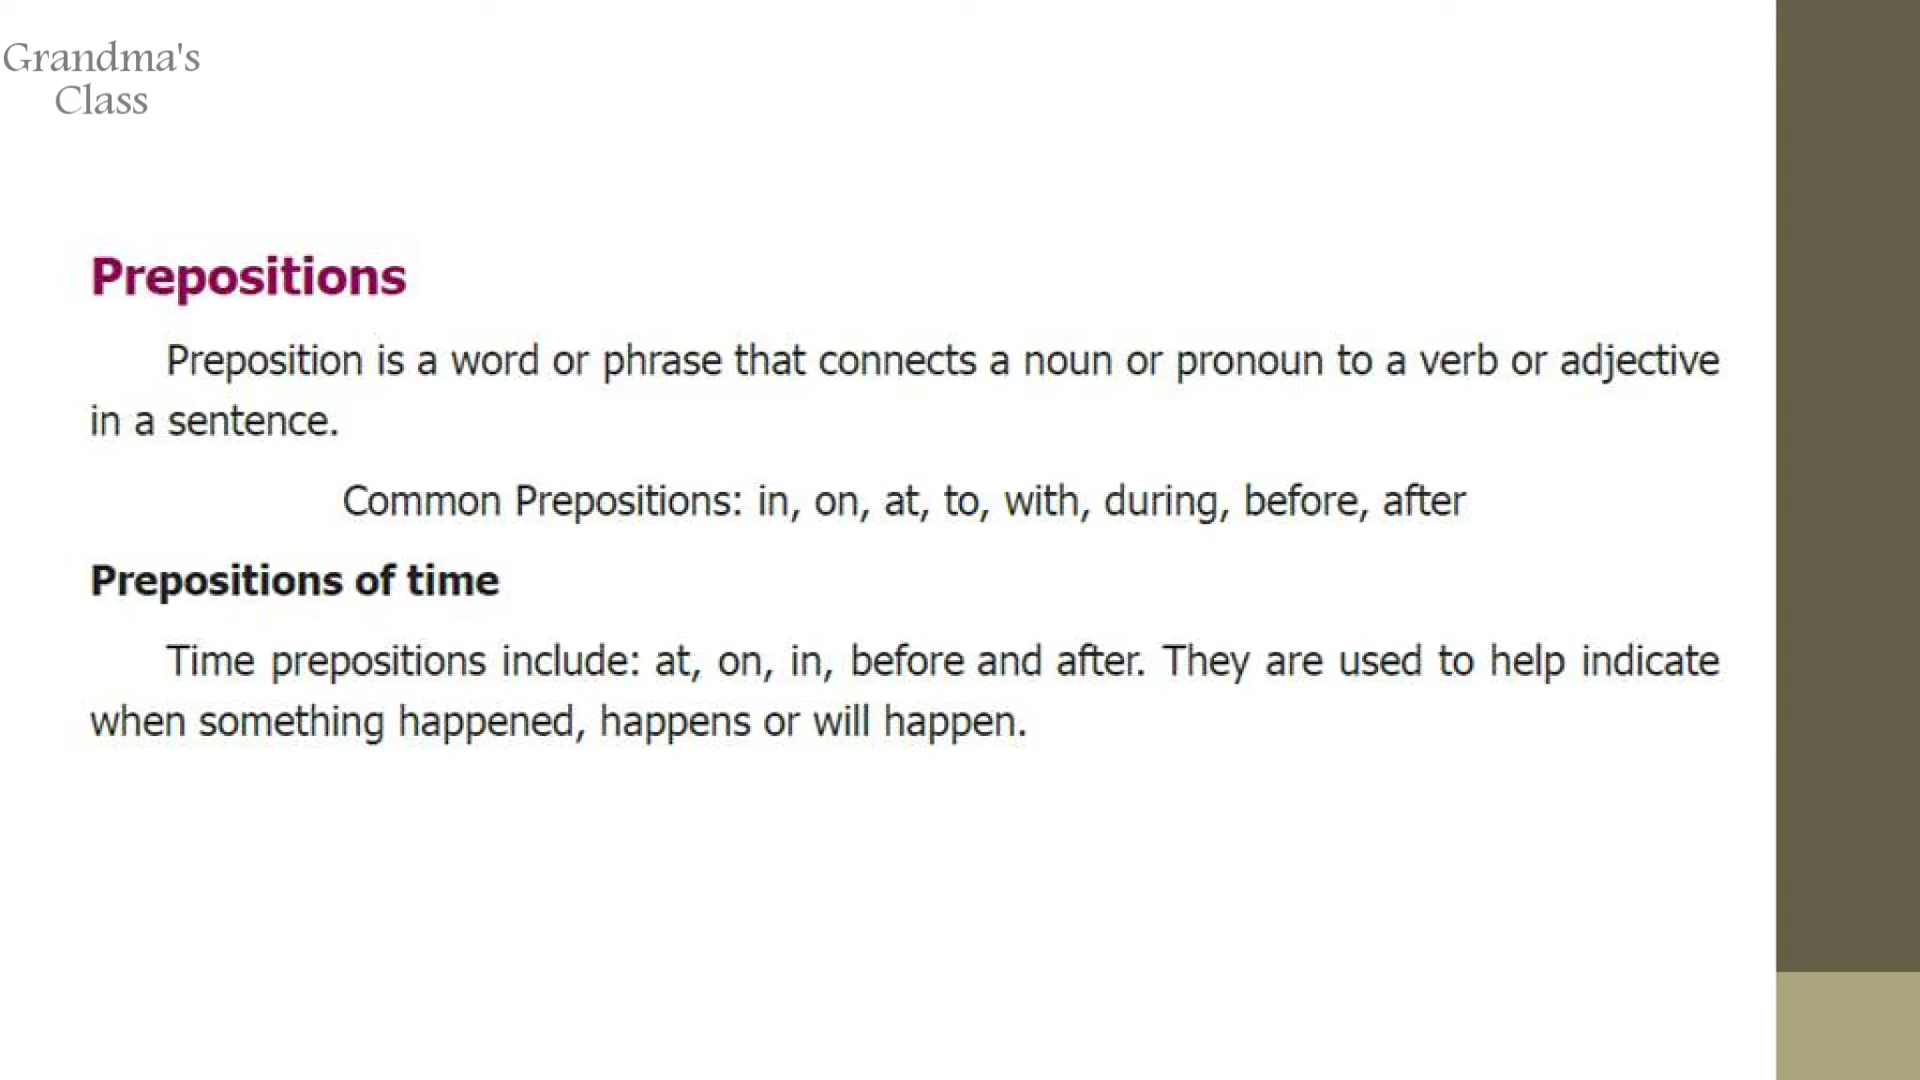 Grandma's
Class
Prepositions
Preposition is a word or phrase that connects a noun or pronoun to a verb or adjective
in a sentence.
Common Prepositions: in, on, at, to, with, during, before, after
Prepositions of time
Time prepositions include: at, on, in, before and after. They are used to help indicate
when something happened, happens or will happen.